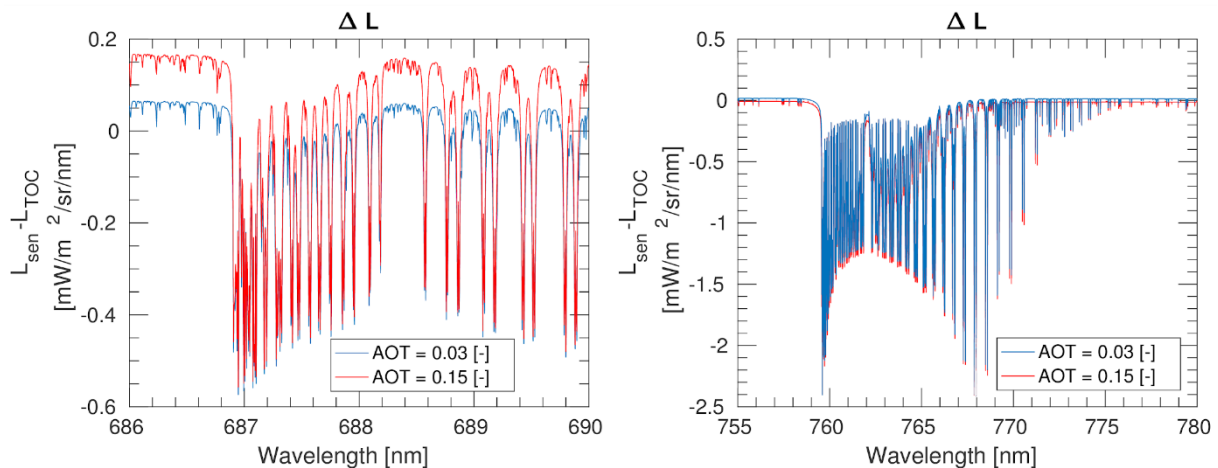 Δ L
0.2
0.1
0
-0.2
-0.4
-0.6
686
687
688
689
690
L_sen -L_TOC
[mW/m ²/sr/nm]
Wavelength [nm]
AOT = 0.03 [-]
AOT = 0.15 [-]
Δ L
0.5
0
-0.5
-1
-1.5
-2
-2.5
755
760
765
770
775
780
L_sen -L_TOC
[mW/m ²/sr/nm]
Wavelength [nm]
AOT = 0.03 [-]
AOT = 0.15 [-]